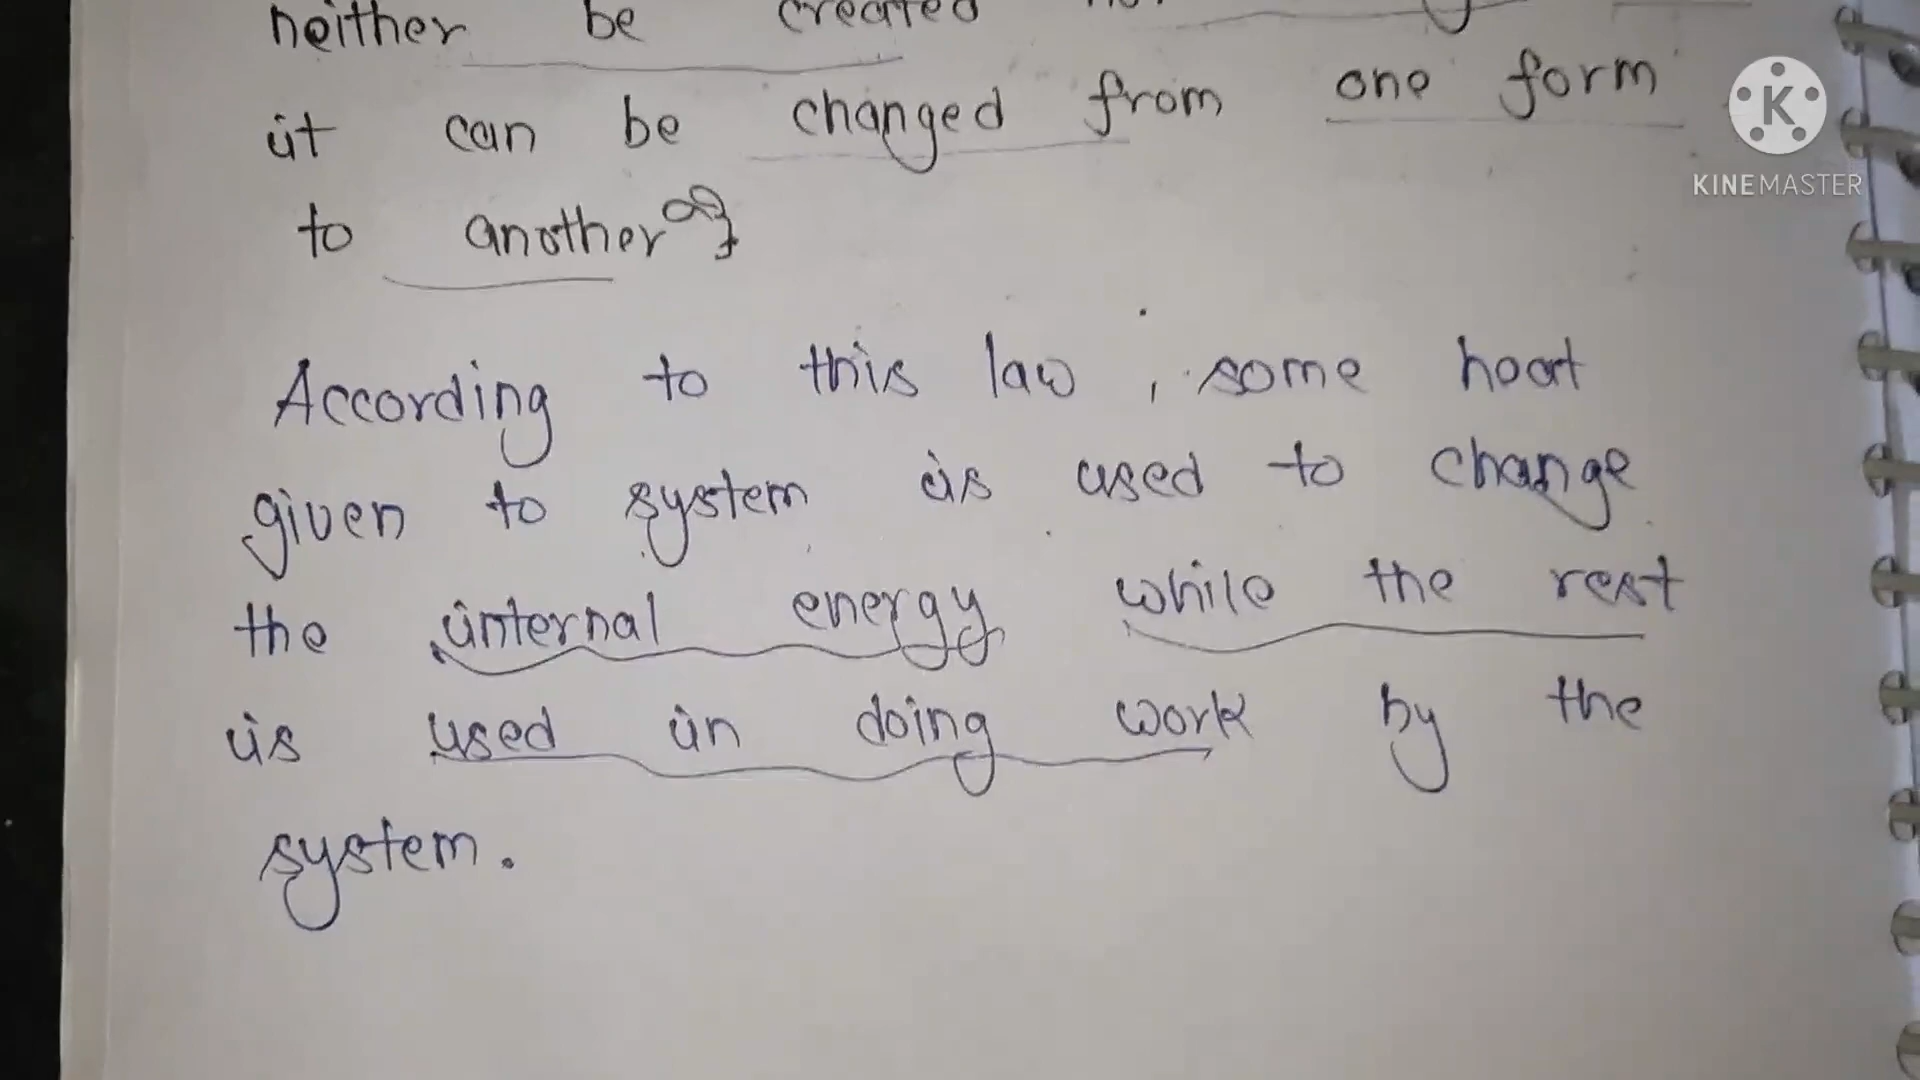 neither be created
it can be changed from one form
to another
According to this law, some heat
given to system is used to change
the internal energy while the rest
is used in doing work by the
system.
K
KINEMASTER